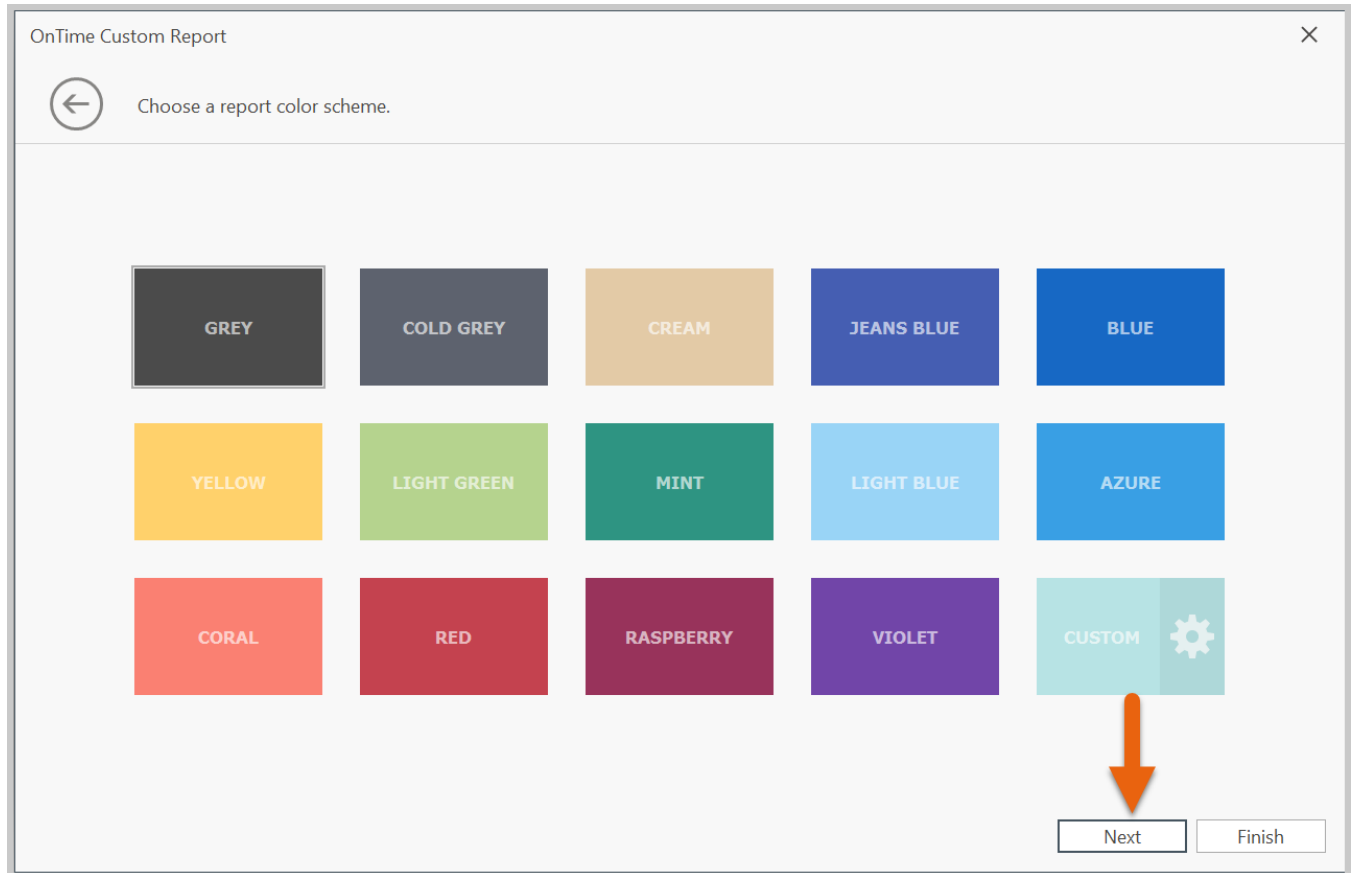 OnTime Custom Report
Choose a report color scheme.
GREY
COLD GREY
CREAM
JEANS BLUE
BLUE
YELLOW
LIGHT GREEN
MINT
LIGHT BLUE
AZURE
CORAL
RED
RASPBERRY
VIOLET
CUSTOM
Next
Finish